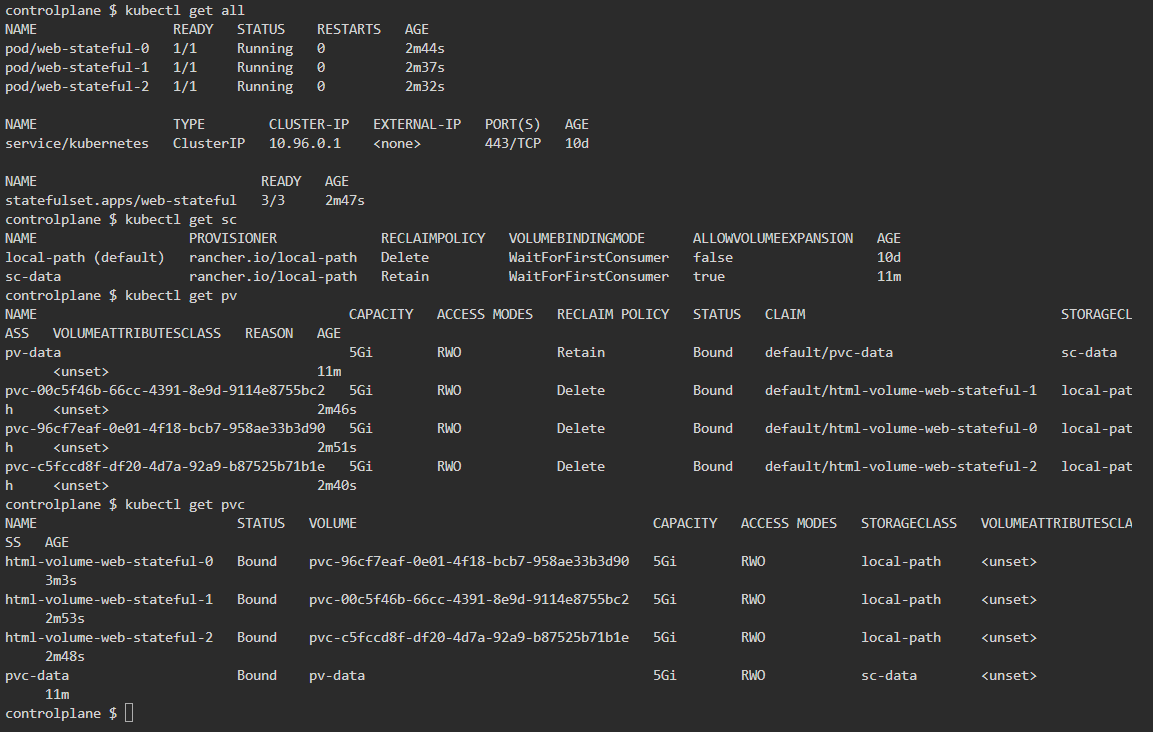 controlplane $ kubectl get all
NAME                 READY   STATUS    RESTARTS   AGE
pod/web-stateful-0   1/1     Running   0          2m44s
pod/web-stateful-1   1/1     Running   0          2m37s
pod/web-stateful-2   1/1     Running   0          2m32s

NAME                 TYPE        CLUSTER-IP   EXTERNAL-IP   PORT(S)   AGE
service/kubernetes   ClusterIP   10.96.0.1    <none>        443/TCP   10d

NAME                            READY   AGE
statefulset.apps/web-stateful   3/3     2m47s
controlplane $ kubectl get sc
NAME                   PROVISIONER             RECLAIMPOLICY   VOLUMEBINDINGMODE      ALLOWVOLUMEEXPANSION   AGE
local-path (default)   rancher.io/local-path   Delete          WaitForFirstConsumer   false                  10d
sc-data                rancher.io/local-path   Retain          WaitForFirstConsumer   true                   11m
controlplane $ kubectl get pv
NAME                                       CAPACITY   ACCESS MODES   RECLAIM POLICY   STATUS   CLAIM                                STORAGECL
ASS   VOLUMEATTRIBUTESCLASS   REASON   AGE
pv-data                                    5Gi        RWO            Retain           Bound    default/pvc-data                     sc-data
      <unset>                          11m
pvc-00c5f46b-66cc-4391-8e9d-9114e8755bc2   5Gi        RWO            Delete           Bound    default/html-volume-web-stateful-1   local-pat
h     <unset>                          2m46s
pvc-96cf7eaf-0e01-4f18-bcb7-958ae33b3d90   5Gi        RWO            Delete           Bound    default/html-volume-web-stateful-0   local-pat
h     <unset>                          2m51s
pvc-c5fccd8f-df20-4d7a-92a9-b87525b71b1e   5Gi        RWO            Delete           Bound    default/html-volume-web-stateful-2   local-pat
h     <unset>                          2m40s
controlplane $ kubectl get pvc
NAME                         STATUS   VOLUME                                     CAPACITY   ACCESS MODES   STORAGECLASS   VOLUMEATTRIBUTESCLA
SS   AGE
html-volume-web-stateful-0   Bound    pvc-96cf7eaf-0e01-4f18-bcb7-958ae33b3d90   5Gi        RWO            local-path     <unset>
     3m3s
html-volume-web-stateful-1   Bound    pvc-00c5f46b-66cc-4391-8e9d-9114e8755bc2   5Gi        RWO            local-path     <unset>
     2m53s
html-volume-web-stateful-2   Bound    pvc-c5fccd8f-df20-4d7a-92a9-b87525b71b1e   5Gi        RWO            local-path     <unset>
     2m48s
pvc-data                     Bound    pv-data                                    5Gi        RWO            sc-data        <unset>
     11m
controlplane $